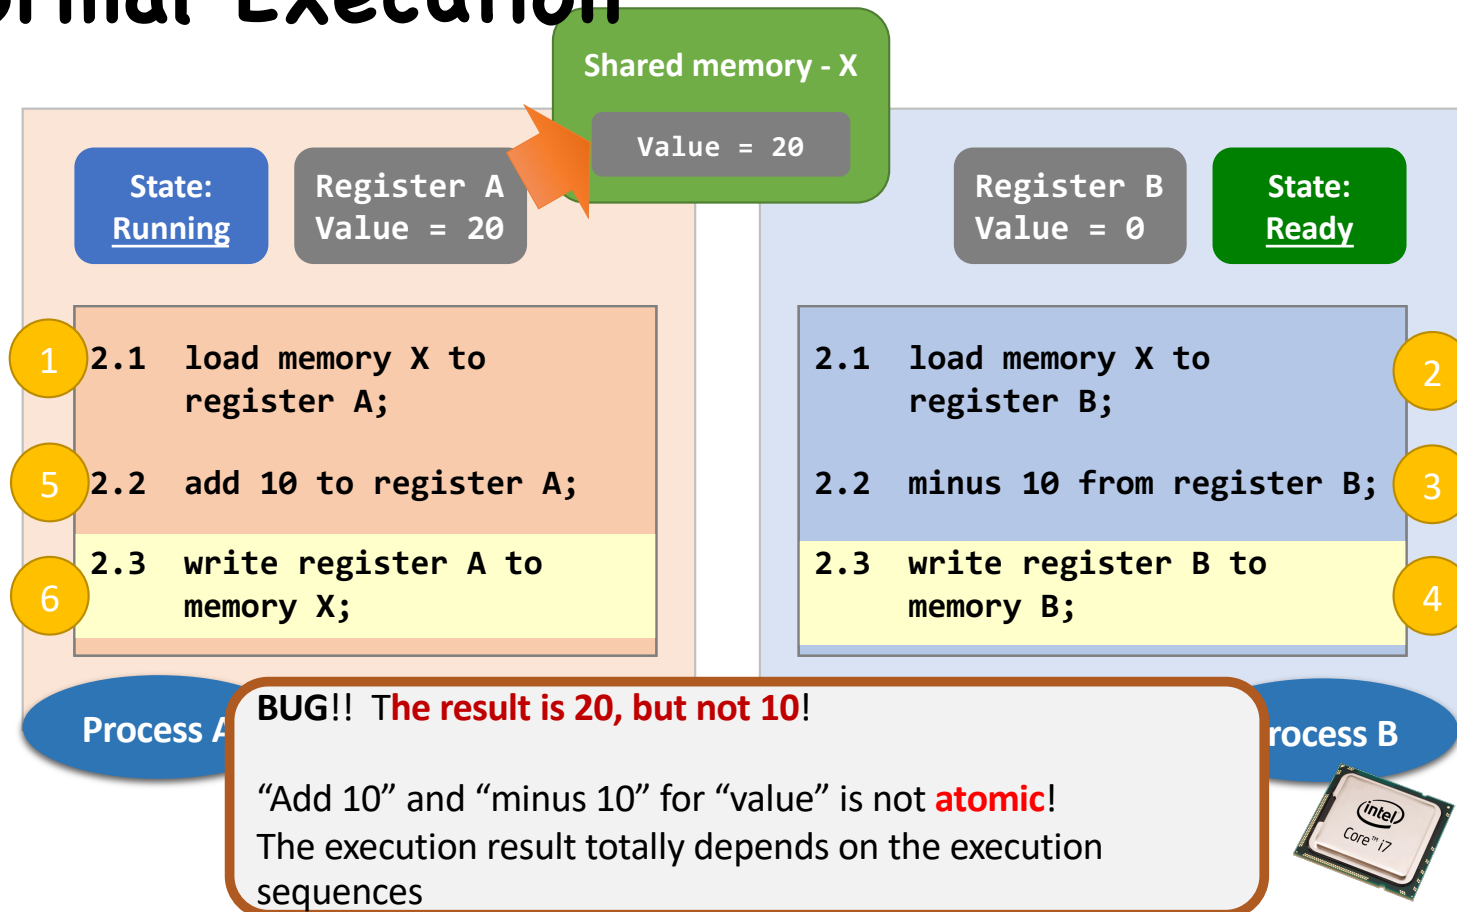 ormal Execution
Shared memory - X
Value = 20
State:
Running
Register A
Value = 20
Register B
Value = 0
State:
Ready
1
2.1 load memory X to
register A;
5
2.2 add 10 to register A;
6
2.3 write register A to
memory X;
2.1 load memory X to
register B;
2
2.2 minus 10 from register B;
3
2.3 write register B to
memory B;
4
Process A
rocess B
BUG!! The result is 20, but not 10!
“Add 10” and “minus 10” for “value” is not atomic!
The execution result totally depends on the execution
sequences
(intel)
Core™ i7